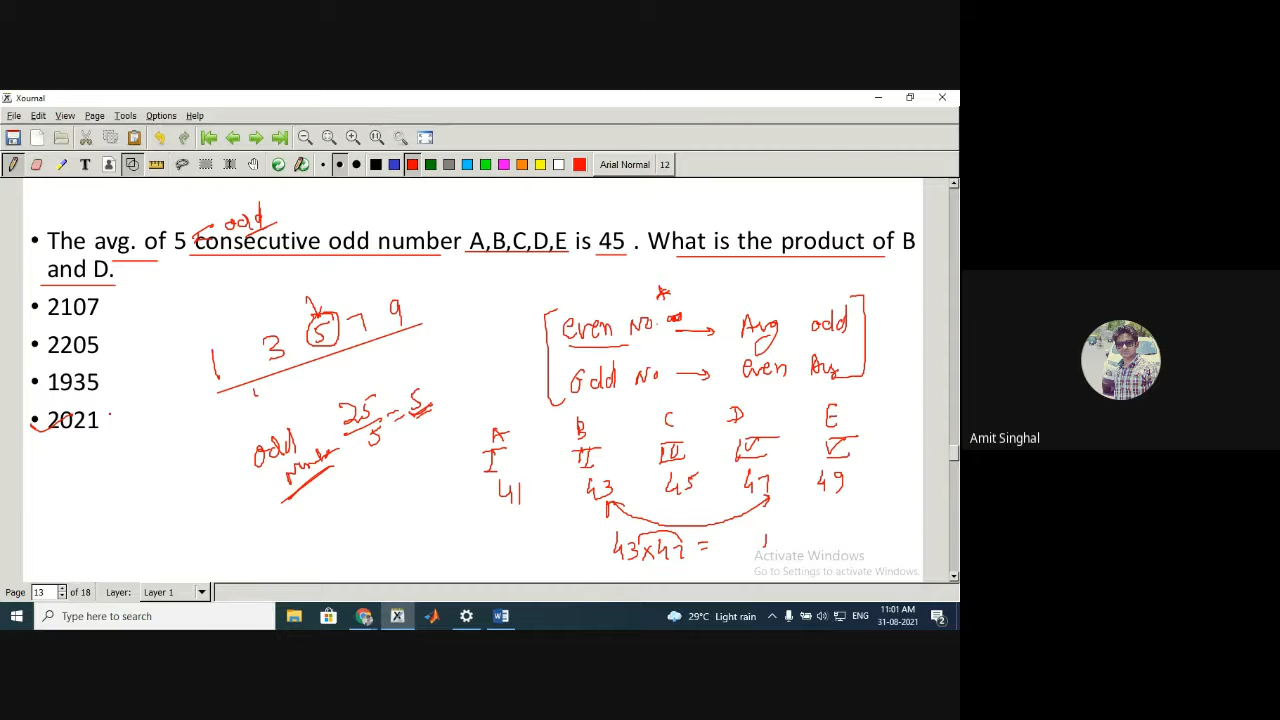 Xournal
File Edit View Page Tools Options Help
Arial Normal 12
odd
• The avg. of 5 consecutive odd number A,B,C,D,E is 45 . What is the product of B
and D.
• 2107
• 2205
• 1935
• 2021
1 3 5 7 9
25/5 = 5
odd
number
even No. → Avg odd
odd No → even Avg
A B C D E
I II III IV V
41 43 45 47 49
43x47 =
Amit Singhal
Activate Windows
Go to Settings to activate Windows.
Page 13 of 18 Layer: Layer 1
Type here to search
29°C Light rain
ENG
11:01 AM
31-08-2021
2